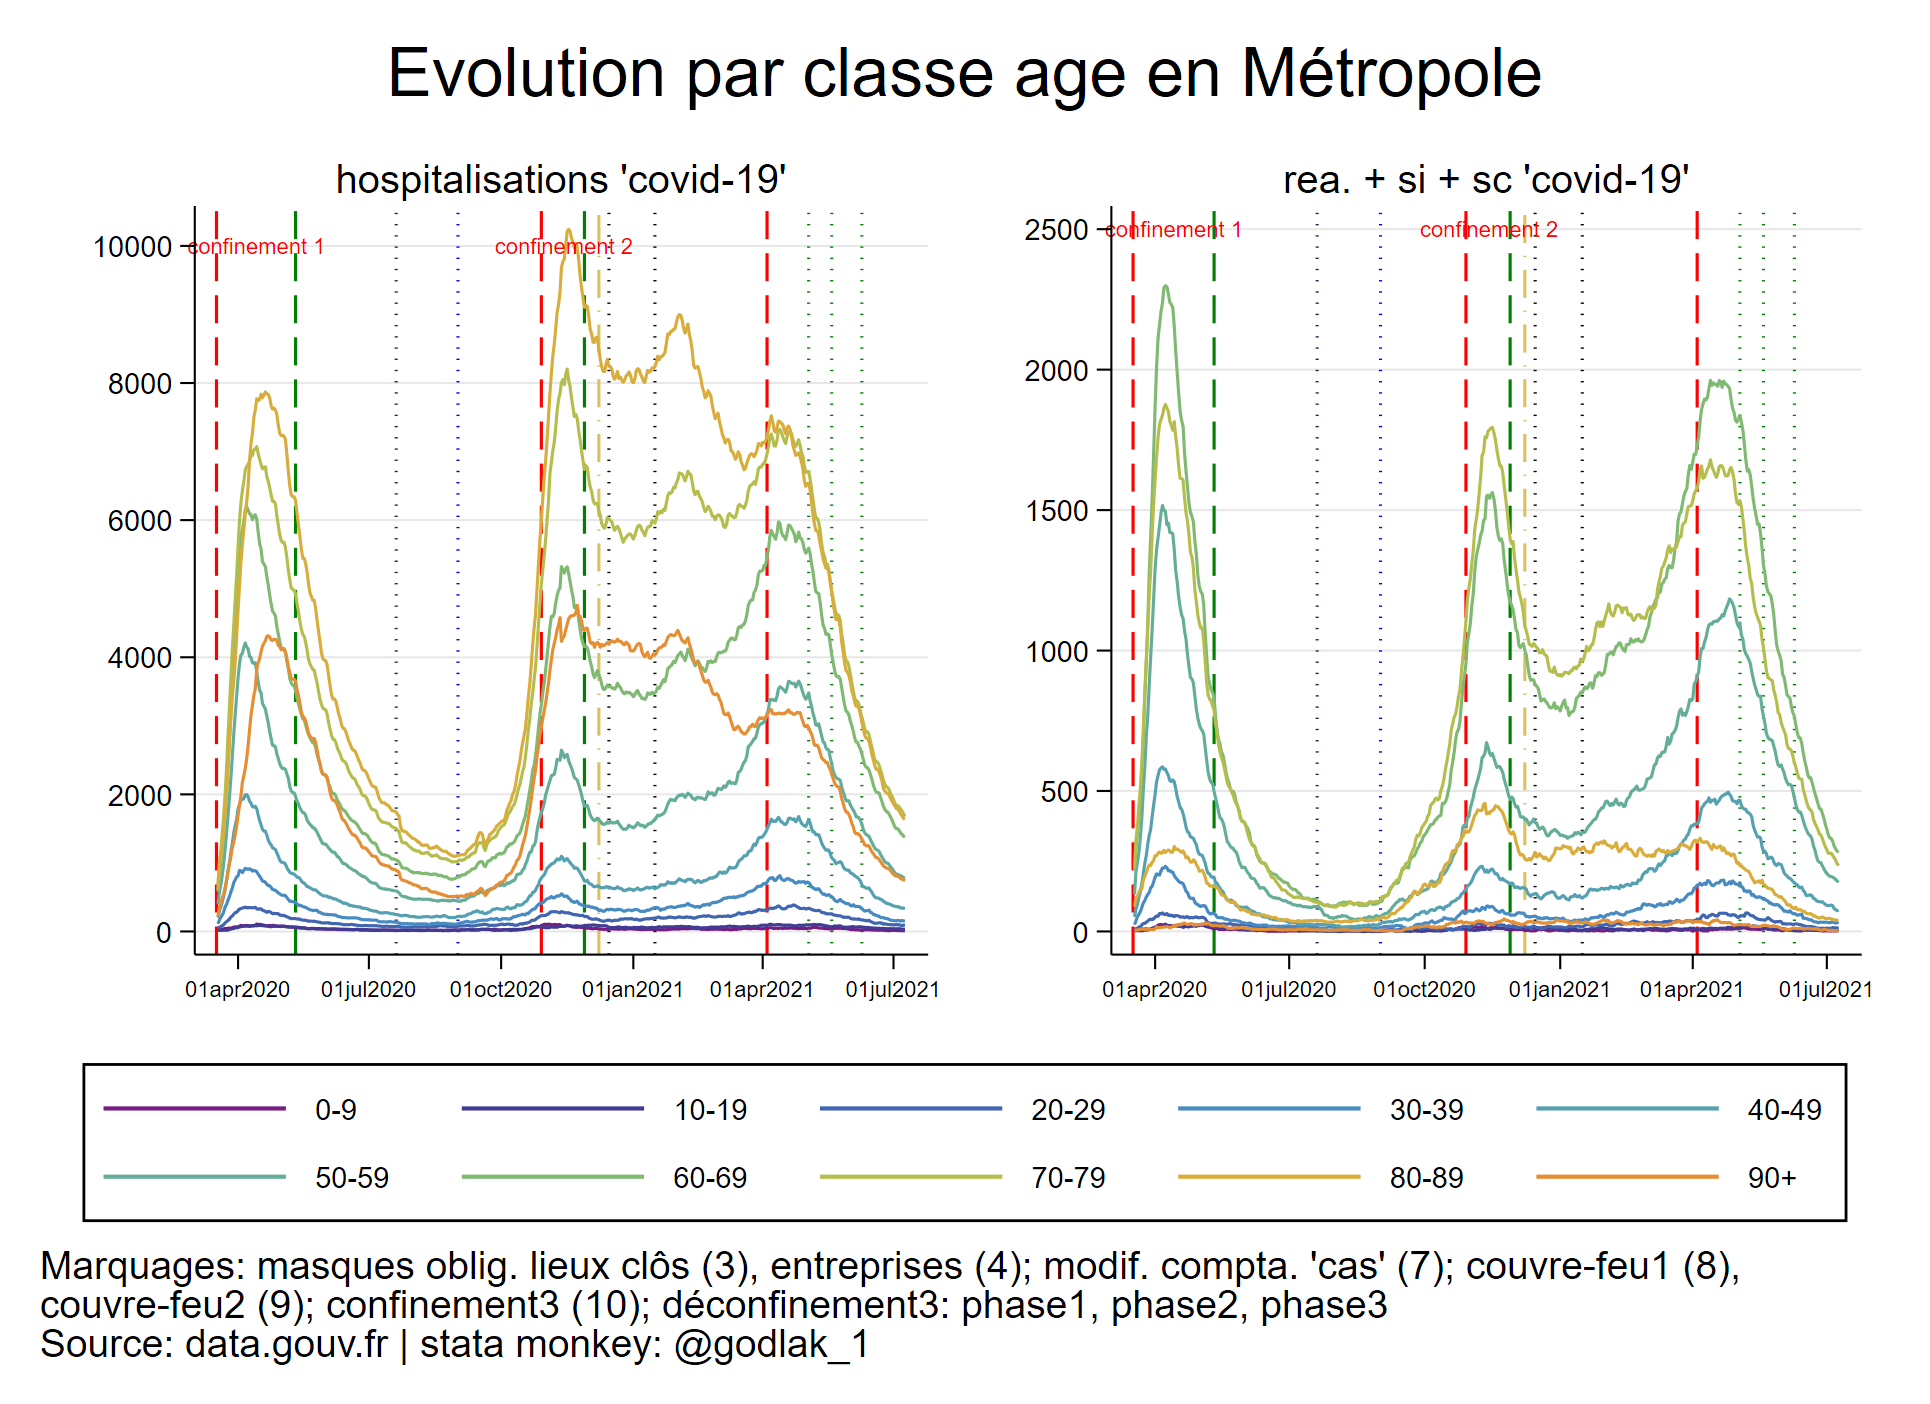 Evolution par classe age en Métropole
hospitalisations 'covid-19'
10000
8000
6000
4000
2000
0
confinement 1
confinement 2
01apr2020
01jul2020
01oct2020
01jan2021
01apr2021
01jul2021
rea. + si + sc 'covid-19'
2500
2000
1500
1000
500
0
confinement 1
confinement 2
01apr2020
01jul2020
01oct2020
01jan2021
01apr2021
01jul2021
0-9
10-19
20-29
30-39
40-49
50-59
60-69
70-79
80-89
90+
Marquages: masques oblig. lieux clôs (3), entreprises (4); modif. compta. 'cas' (7); couvre-feu1 (8),
couvre-feu2 (9); confinement3 (10); déconfinement3: phase1, phase2, phase3
Source: data.gouv.fr | stata monkey: @godlak_1